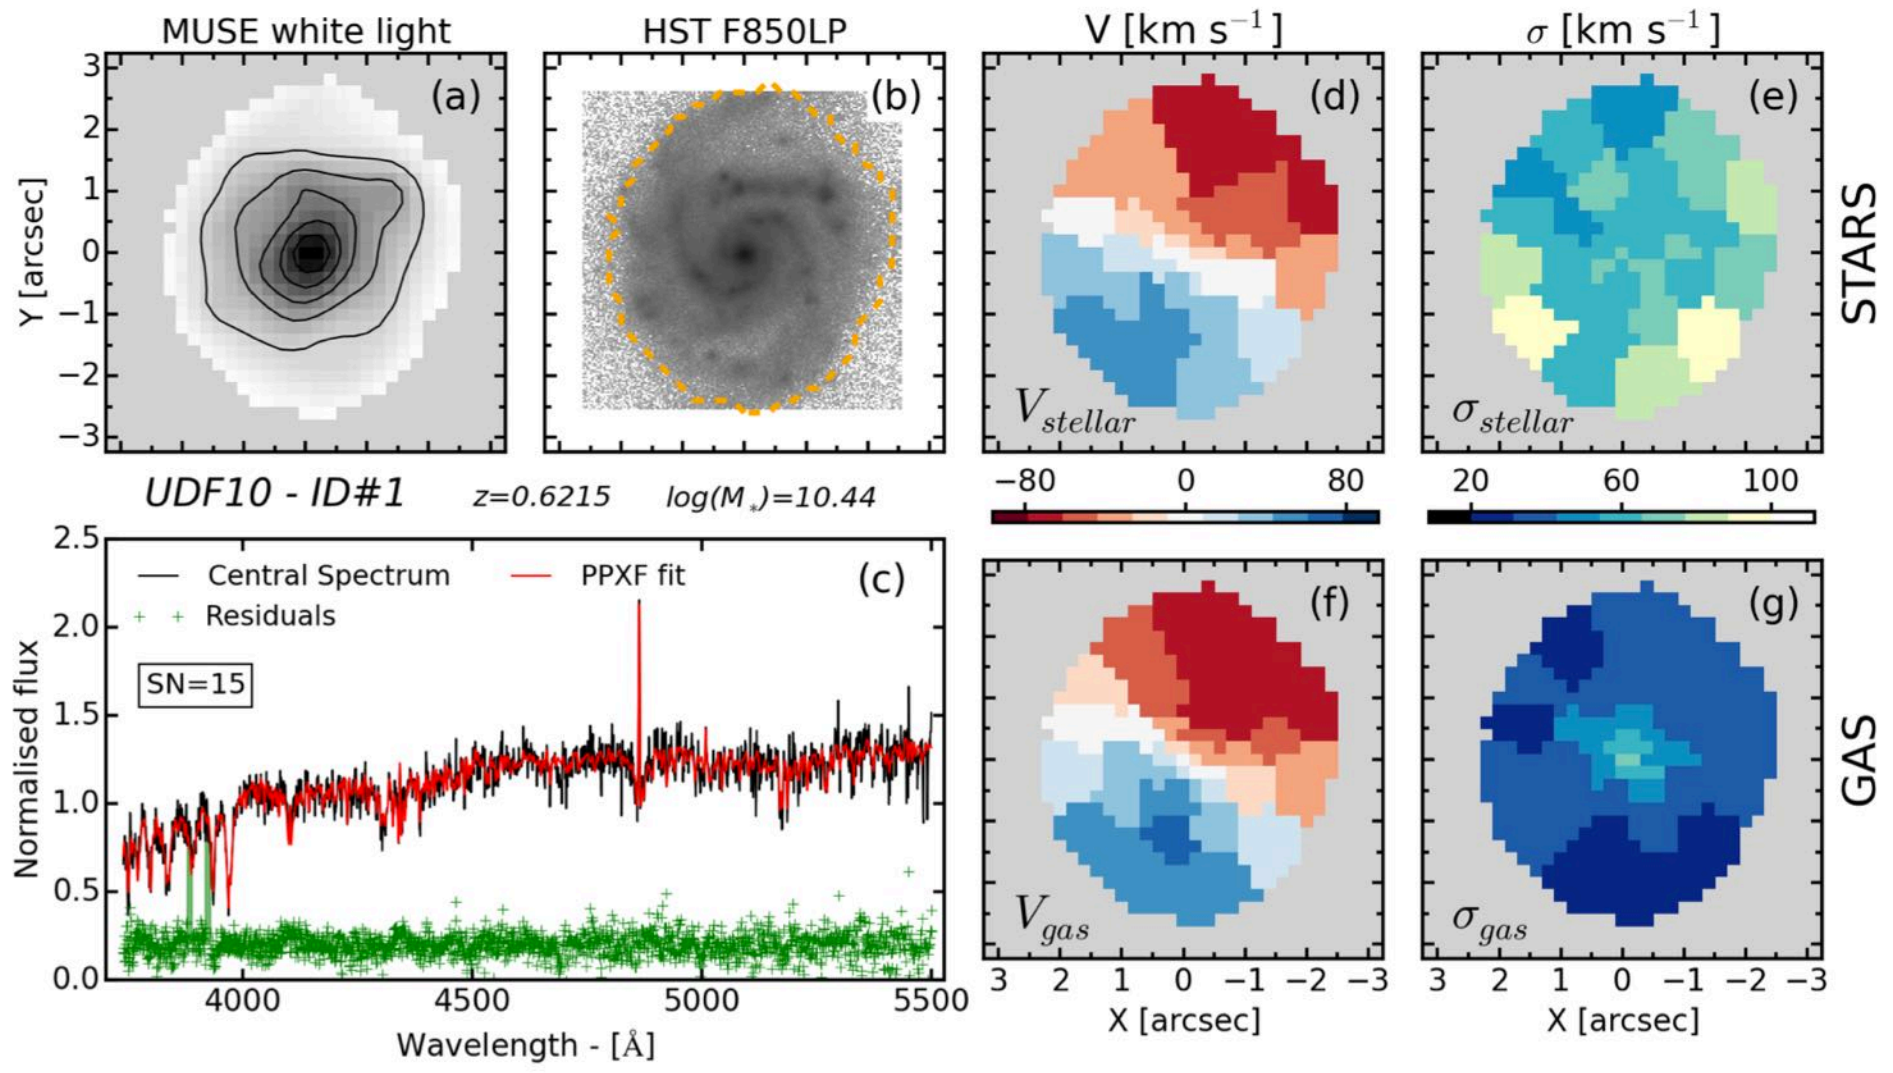 MUSE white light
HST F850LP
V [km s⁻¹]
σ [km s⁻¹]
(a)
(b)
(d)
(e)
3
2
1
0
−1
−2
−3
Y [arcsec]
V_stellar
σ_stellar
STARS
UDF10 - ID#1
z=0.6215
log(M_*)=10.44
−80 0 80
20 60 100
2.5
2.0
1.5
1.0
0.5
0.0
Normalised flux
Central Spectrum
PPXF fit
(c)
Residuals
SN=15
4000 4500 5000 5500
Wavelength - [Å]
(f)
(g)
V_gas
σ_gas
GAS
3 2 1 0 −1 −2 −3
3 2 1 0 −1 −2 −3
X [arcsec]
X [arcsec]